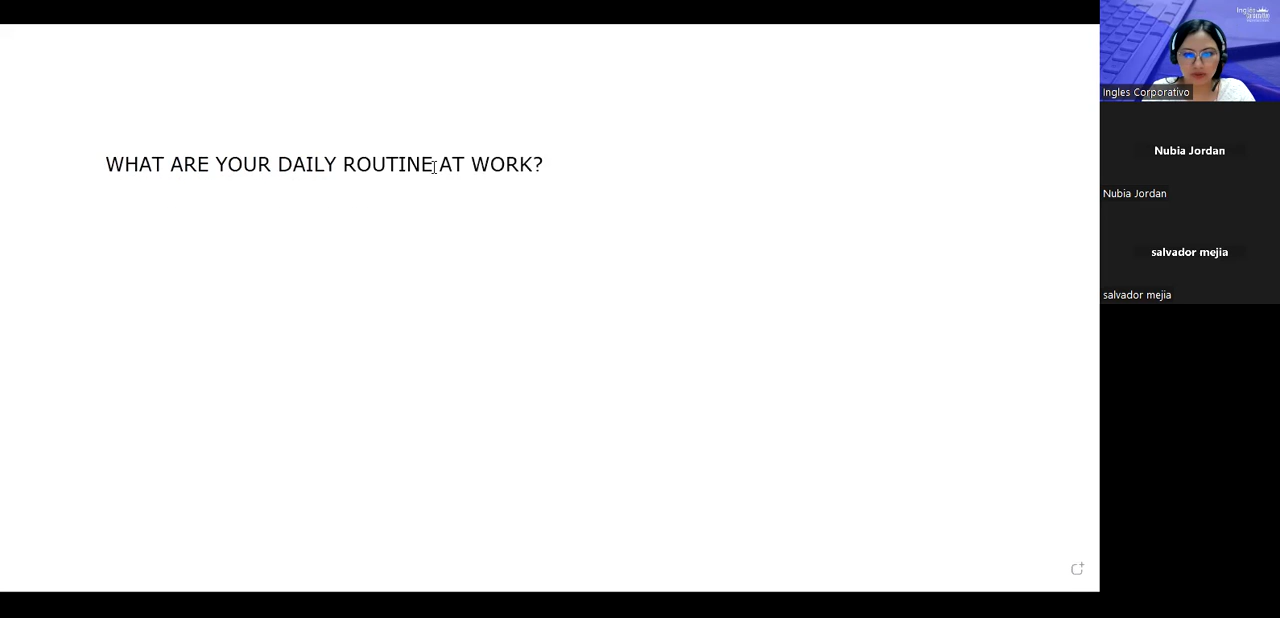 WHAT ARE YOUR DAILY ROUTINE AT WORK?
Ingles Corporativo
Nubia Jordan
Nubia Jordan
salvador mejia
salvador mejia